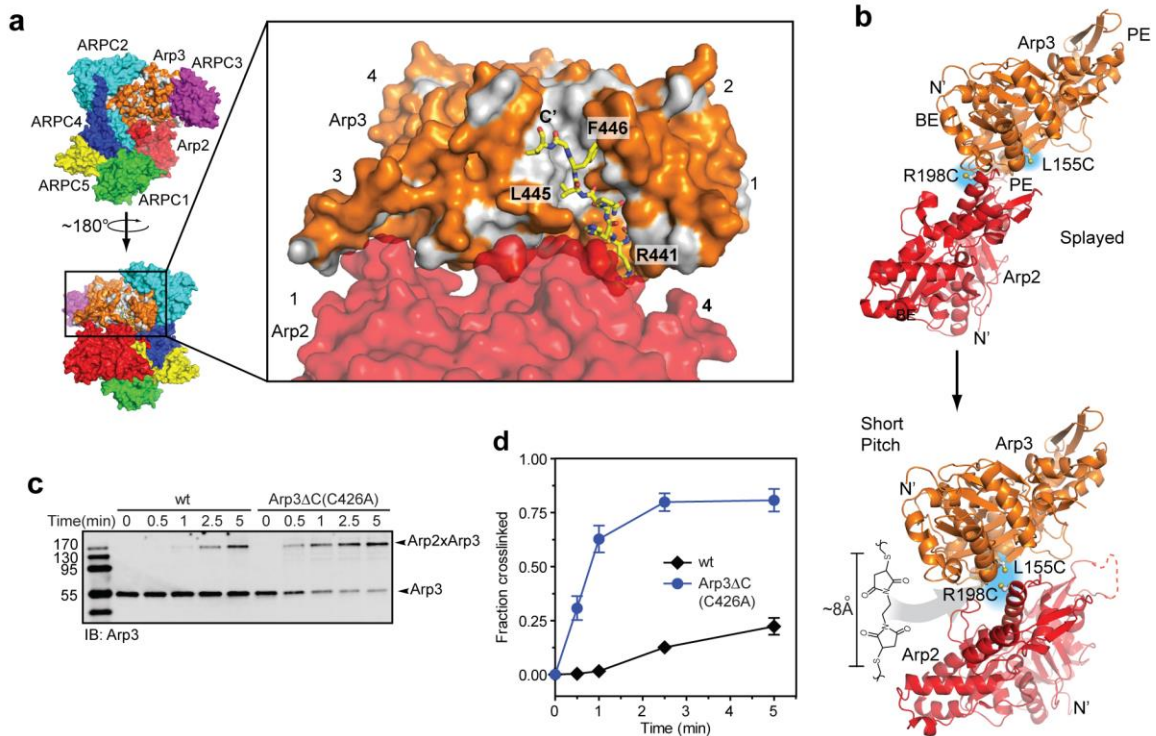 a
ARPC2
Arp3
ARPC3
ARPC4
Arp2
ARPC5
ARPC1
~180°
4
2
Arp3
C'
F446
3
L445
1
R441
1
Arp2
4
b
Arp3
PE
N'
BE
L155C
R198C
PE
Splayed
Arp2
BE
N'
Short
Pitch
Arp3
N'
L155C
R198C
~8Å
S
O
N
O
O
N
O
S
Arp2
N'
c
wt
Arp3ΔC(C426A)
Time(min) 0 0.5 1 2.5 5 0 0.5 1 2.5 5
170
130
95
55
Arp2xArp3
Arp3
IB: Arp3
d
Fraction crosslinked
1.00
0.75
0.50
0.25
0.00
wt
Arp3ΔC
(C426A)
0 1 2 3 4 5
Time (min)